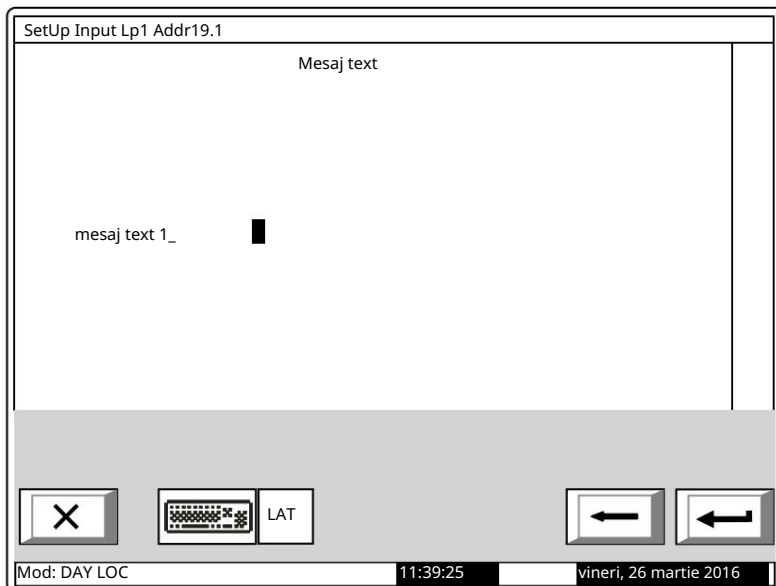 SetUp Input Lp1 Addr19.1
Mesaj text
mesaj text 1_
LAT
Mod: DAY LOC 11:39:25 vineri, 26 martie 2016